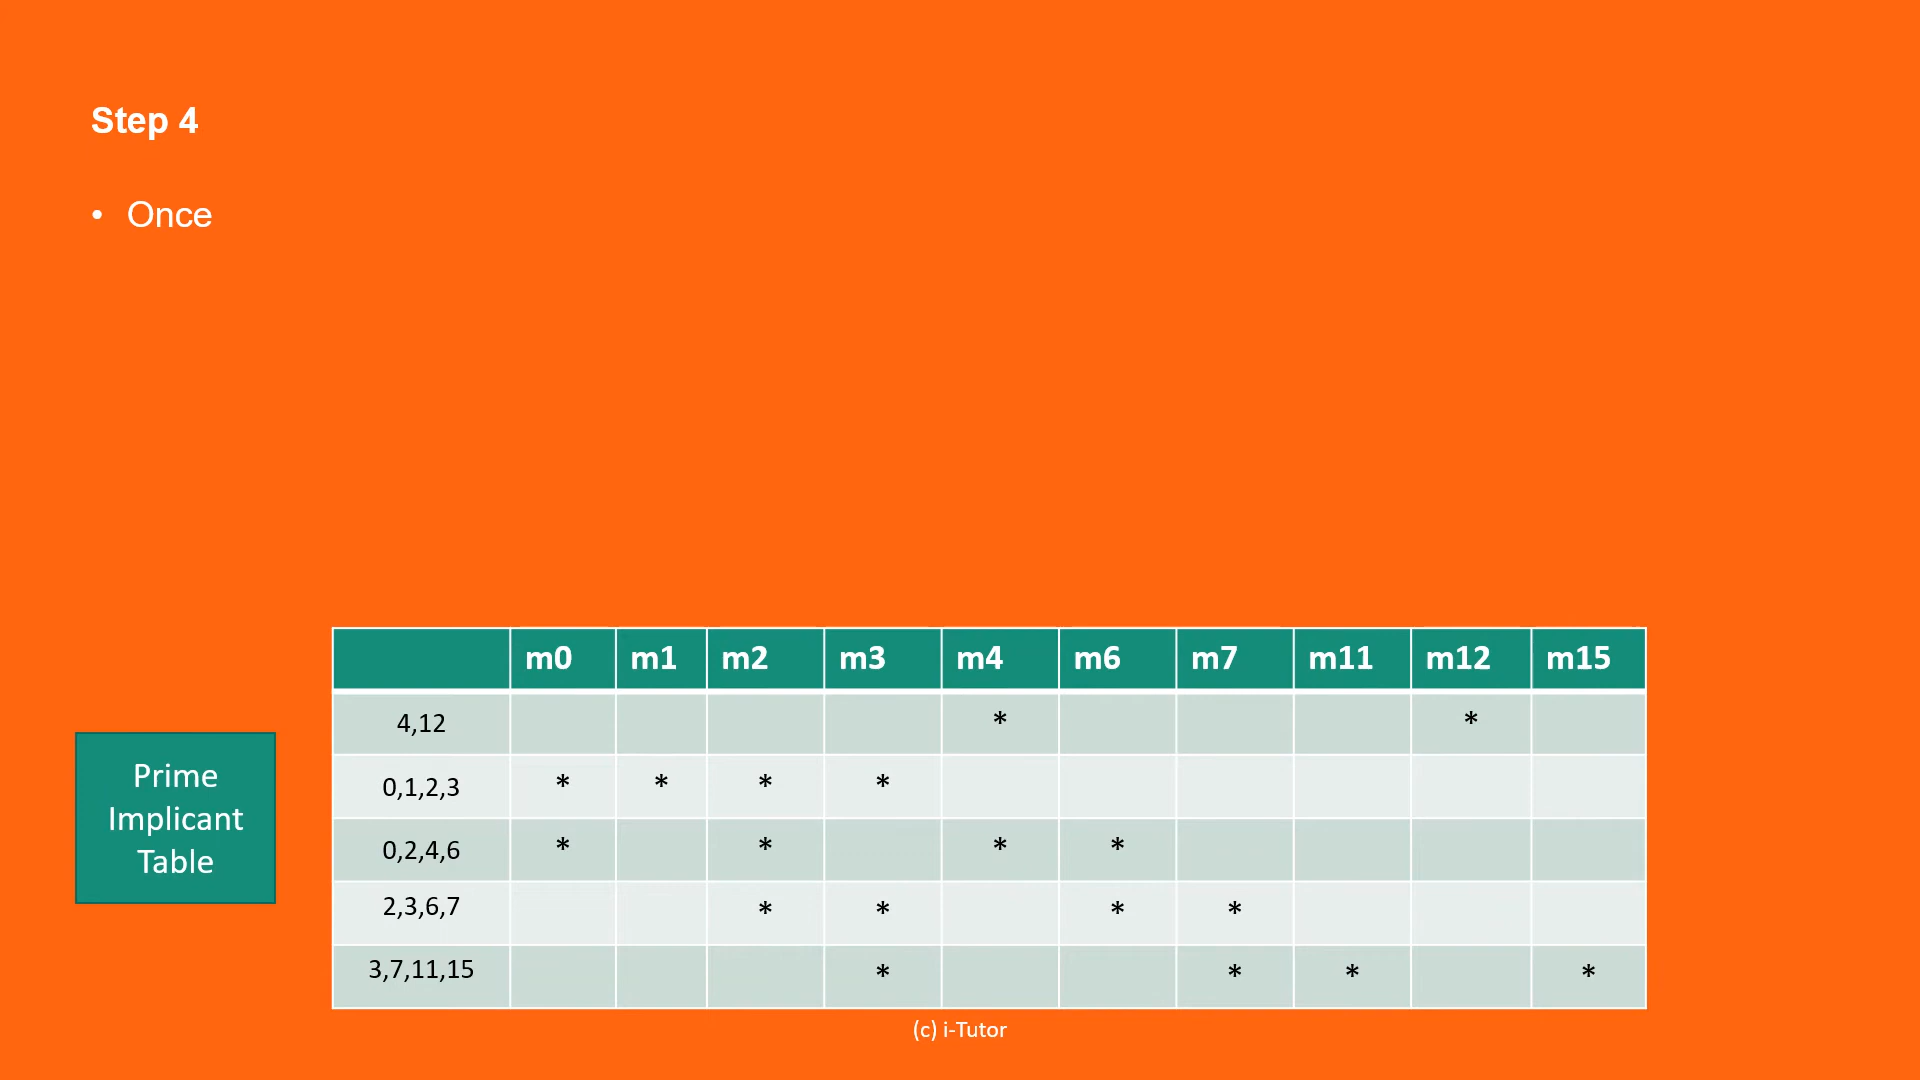 Step 4
• Once
m0 m1 m2 m3 m4 m6 m7 m11 m12 m15
4,12 * *
0,1,2,3 * * * *
0,2,4,6 * * * *
2,3,6,7 * * * *
3,7,11,15 * * * *
Prime
Implicant
Table
(c) i-Tutor